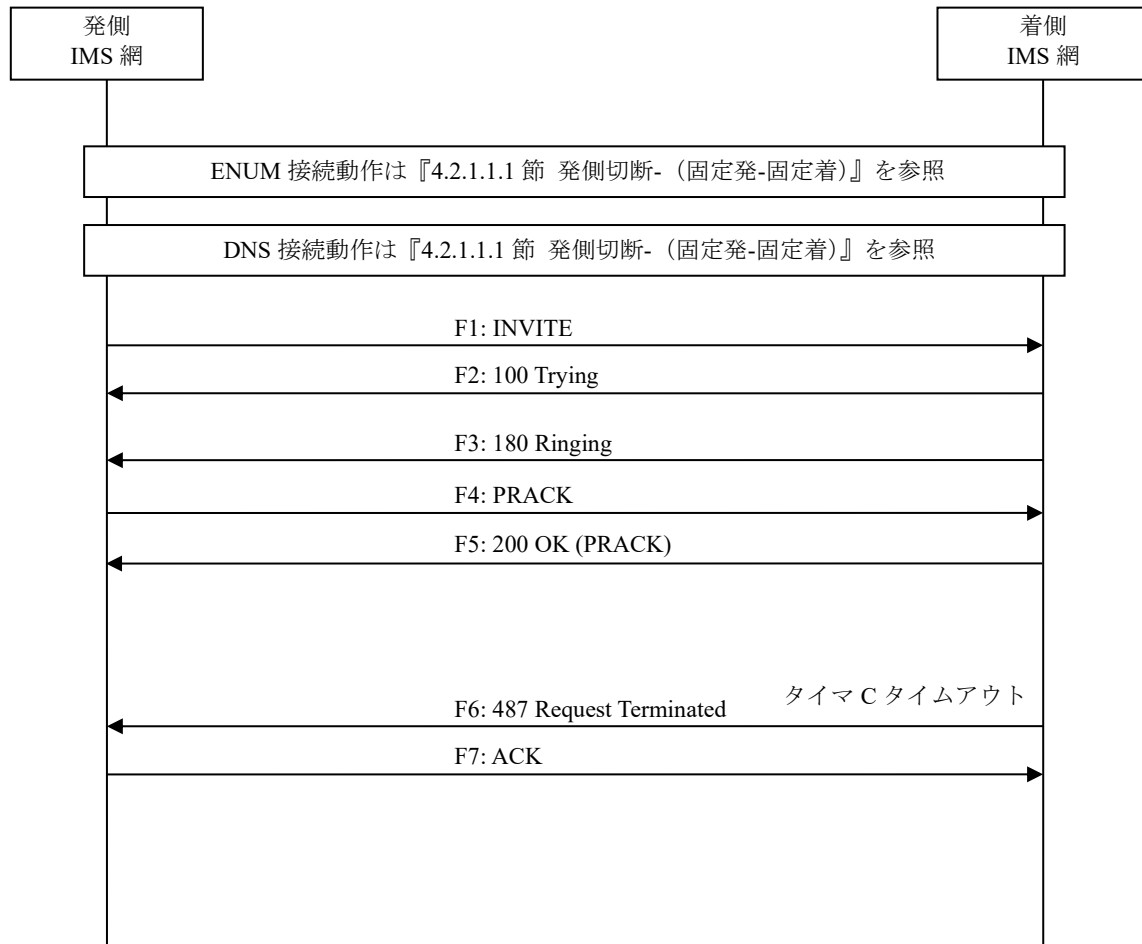 発側
IMS 網
着側
IMS 網
ENUM 接続動作は『4.2.1.1.1 節 発側切断-（固定発-固定着）』を参照
DNS 接続動作は『4.2.1.1.1 節 発側切断-（固定発-固定着）』を参照
F1: INVITE
F2: 100 Trying
F3: 180 Ringing
F4: PRACK
F5: 200 OK (PRACK)
タイマ C タイムアウト
F6: 487 Request Terminated
F7: ACK